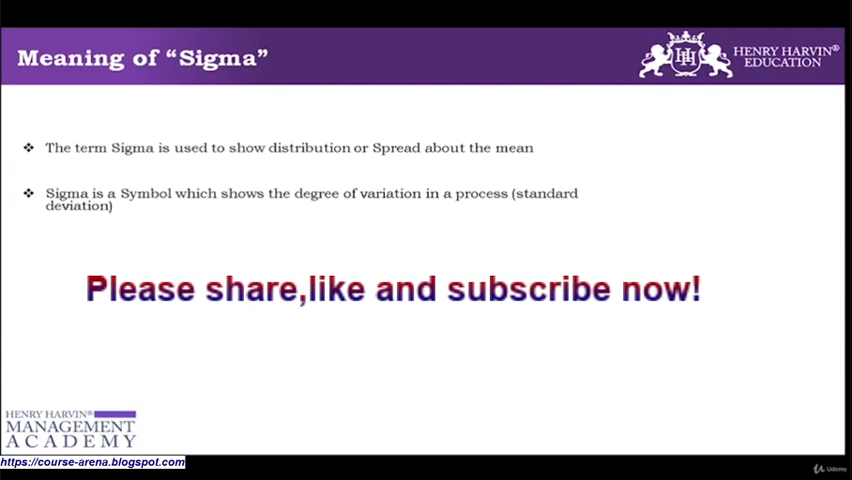 Meaning of “Sigma”
HENRY HARVIN®
EDUCATION
❖ The term Sigma is used to show distribution or Spread about the mean
❖ Sigma is a Symbol which shows the degree of variation in a process (standard
deviation)
Please share,like and subscribe now!
HENRY HARVIN®
MANAGEMENT
ACADEMY
https://course-arena.blogspot.com
Udemy